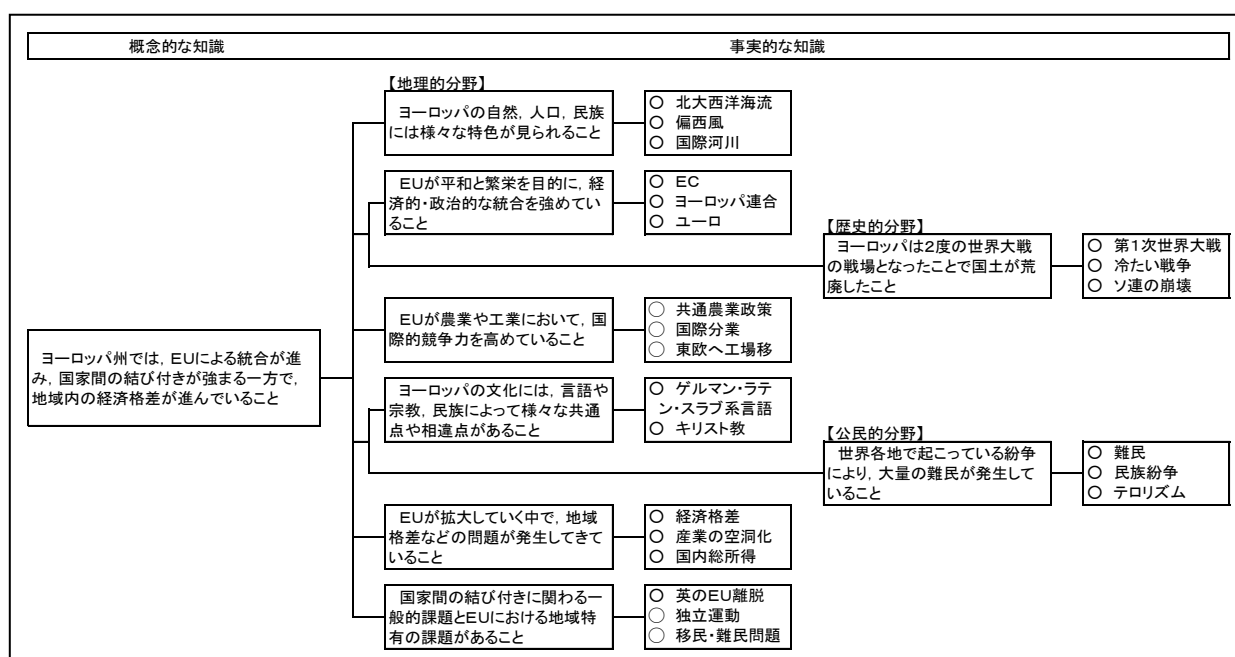 概念的な知識
事実的な知識
【地理的分野】
ヨーロッパの自然，人口，民族
には様々な特色が見られること
○ 北大西洋海流
○ 偏西風
○ 国際河川
ＥＵが平和と繁栄を目的に，経
済的・政治的な統合を強めてい
ること
○ EC
○ ヨーロッパ連合
○ ユーロ
【歴史的分野】
ヨーロッパは２度の世界大戦
の戦場となったことで国土が荒
廃したこと
○ 第１次世界大戦
○ 冷たい戦争
○ ソ連の崩壊
ＥＵが農業や工業において，国
際的競争力を高めていること
○ 共通農業政策
○ 国際分業
○ 東欧へ工場移
ヨーロッパ州では，ＥＵによる統合が進
み，国家間の結び付きが強まる一方で，
地域内の経済格差が進んでいること
ヨーロッパの文化には，言語や
宗教，民族によって様々な共通
点や相違点があること
○ ゲルマン・ラテ
ン・スラブ系言語
○ キリスト教
【公民的分野】
世界各地で起こっている紛争
により，大量の難民が発生して
いること
○ 難民
○ 民族紛争
○ テロリズム
ＥＵが拡大していく中で，地域
格差などの問題が発生してきて
いること
○ 経済格差
○ 産業の空洞化
○ 国内総所得
国家間の結び付きに関わる一
般的課題とＥＵにおける地域特
有の課題があること
○ 英のEU離脱
○ 独立運動
○ 移民・難民問題